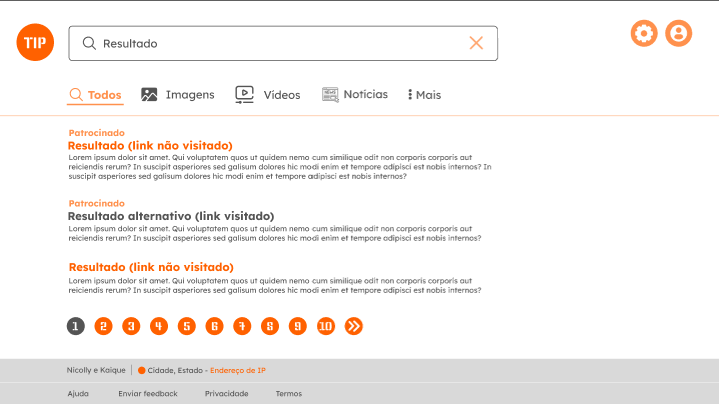 TIP
Resultado
Todos
Imagens
Vídeos
Notícias
Mais
Patrocinado
Resultado (link não visitado)
Lorem ipsum dolor sit amet. Qui voluptatem quos ut quidem nemo cum similique odit non corporis corporis aut
reiciendis rerum? In suscipit asperiores sed galisum dolores hic modi enim et tempore adipisci est nobis internos? In
suscipit asperiores sed galisum dolores hic modi enim et tempore adipisci est nobis internos?
Patrocinado
Resultado alternativo (link visitado)
Lorem ipsum dolor sit amet. Qui voluptatem quos ut quidem nemo cum similique odit non corporis corporis aut
reiciendis rerum? In suscipit asperiores sed galisum dolores hic modi enim et tempore adipisci est nobis internos?
Resultado (link não visitado)
Lorem ipsum dolor sit amet. Qui voluptatem quos ut quidem nemo cum similique odit non corporis corporis aut
reiciendis rerum? In suscipit asperiores sed galisum dolores hic modi enim et tempore adipisci est nobis internos?
1 2 3 4 5 6 7 8 9 10
Nicolly e Kaique
Cidade, Estado - Endereço de IP
Ajuda Enviar feedback Privacidade Termos